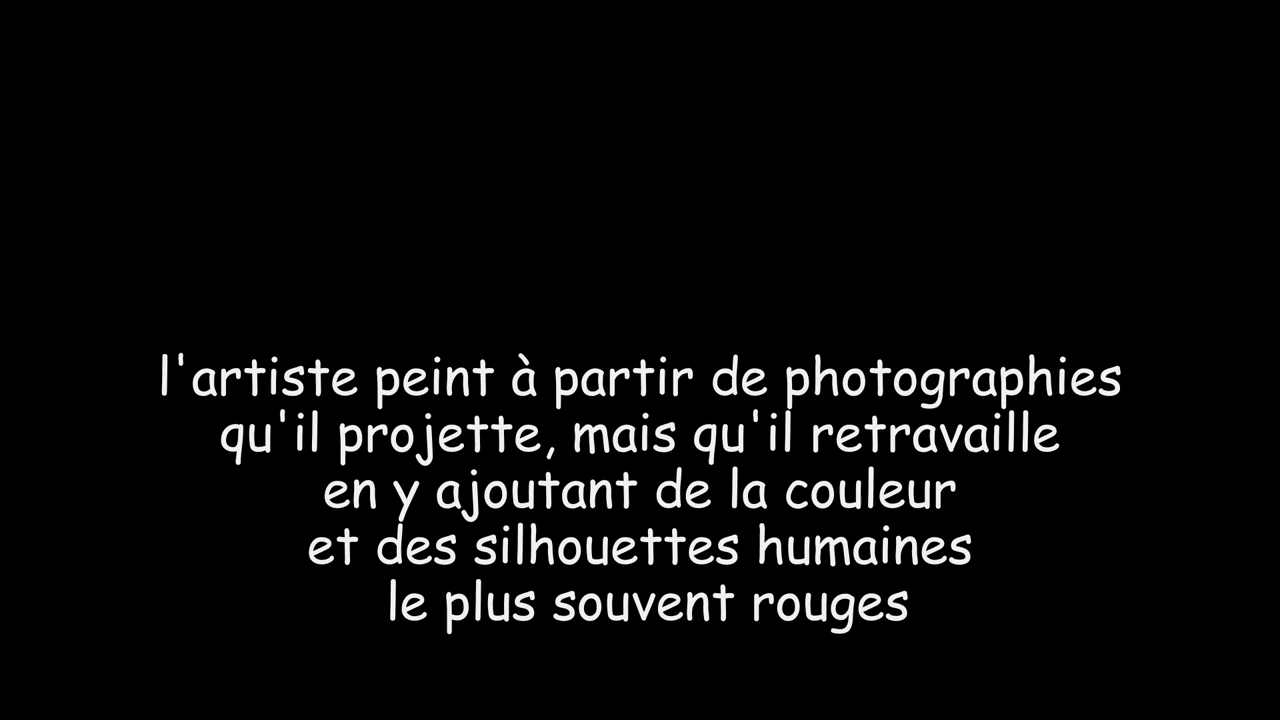 l'artiste peint à partir de photographies
qu'il projette, mais qu'il retravaille
en y ajoutant de la couleur
et des silhouettes humaines
le plus souvent rouges